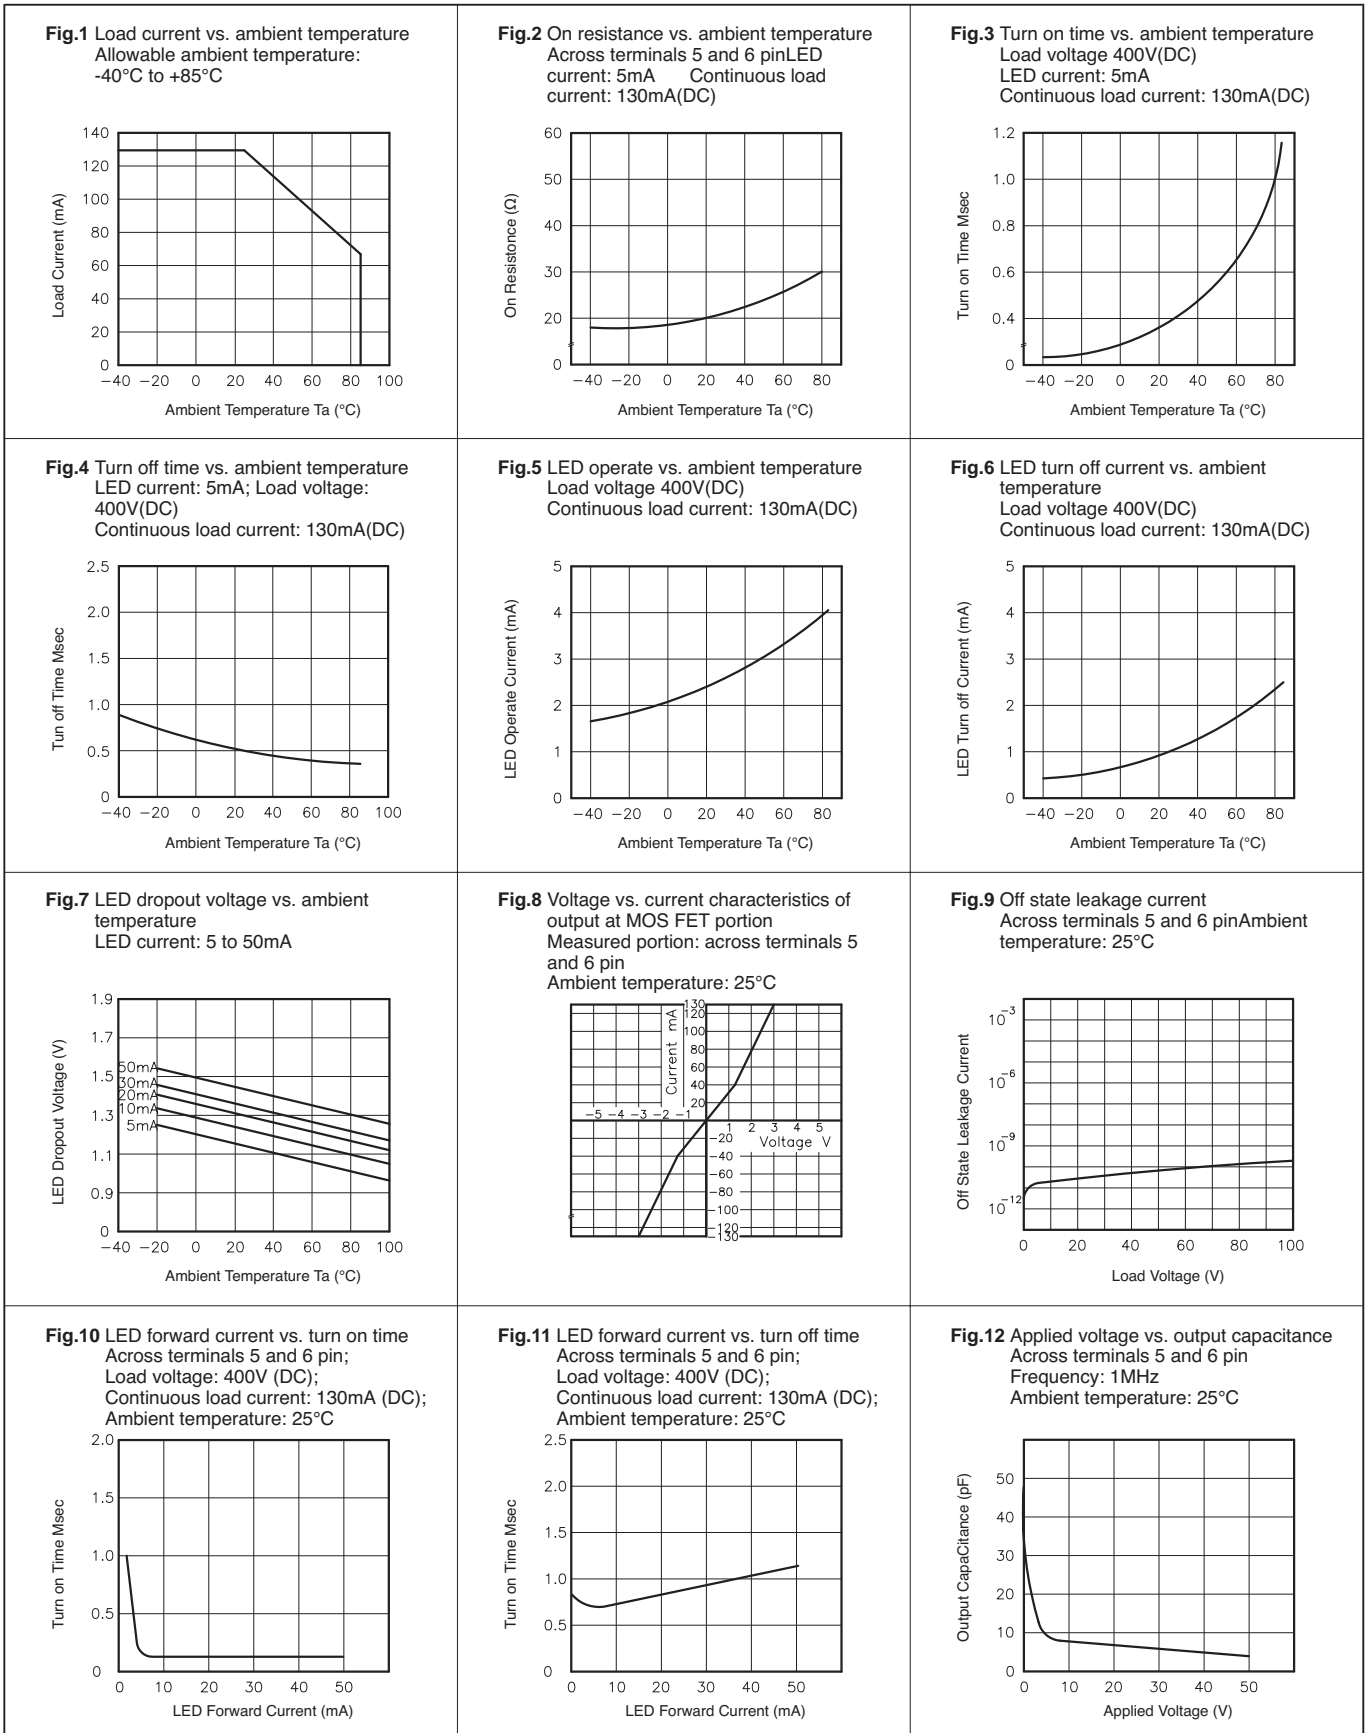 Fig.1 Load current vs. ambient temperature
Allowable ambient temperature:
-40°C to +85°C
140
120
100
80
60
40
20
0
−40 −20 0 20 40 60 80 100
Load Current (mA)
Ambient Temperature Ta (°C)
Fig.2 On resistance vs. ambient temperature
Across terminals 5 and 6 pinLED
current: 5mA Continuous load
current: 130mA(DC)
60
50
40
30
20
0
−40 −20 0 20 40 60 80
On Resistonce (Ω)
Ambient Temperature Ta (°C)
Fig.3 Turn on time vs. ambient temperature
Load voltage 400V(DC)
LED current: 5mA
Continuous load current: 130mA(DC)
1.2
1.0
0.8
0.6
0.4
0
−40 −20 0 20 40 60 80
Turn on Time Msec
Ambient Temperature Ta (°C)
Fig.4 Turn off time vs. ambient temperature
LED current: 5mA; Load voltage:
400V(DC)
Continuous load current: 130mA(DC)
2.5
2.0
1.5
1.0
0.5
0
−40 −20 0 20 40 60 80 100
Tun off Time Msec
Ambient Temperature Ta (°C)
Fig.5 LED operate vs. ambient temperature
Load voltage 400V(DC)
Continuous load current: 130mA(DC)
5
4
3
2
1
0
−40 −20 0 20 40 60 80
LED Operate Current (mA)
Ambient Temperature Ta (°C)
Fig.6 LED turn off current vs. ambient
temperature
Load voltage 400V(DC)
Continuous load current: 130mA(DC)
5
4
3
2
1
0
−40 −20 0 20 40 60 80
LED Turn off Current (mA)
Ambient Temperature Ta (°C)
Fig.7 LED dropout voltage vs. ambient
temperature
LED current: 5 to 50mA
1.9
1.7
1.5
1.3
1.1
0.9
0
50mA
30mA
20mA
10mA
5mA
−40 −20 0 20 40 60 80 100
LED Dropout Voltage (V)
Ambient Temperature Ta (°C)
Fig.8 Voltage vs. current characteristics of
output at MOS FET portion
Measured portion: across terminals 5
and 6 pin
Ambient temperature: 25°C
130
120
100
80
60
40
20
Current mA
−5 −4 −3 −2 −1
1 2 3 4 5
Voltage V
−20
−40
−60
−80
−100
−120
−130
Fig.9 Off state leakage current
Across terminals 5 and 6 pinAmbient
temperature: 25°C
10−3
10−6
10−9
10−12
0 20 40 60 80 100
Off State Leakage Current
Load Voltage (V)
Fig.10 LED forward current vs. turn on time
Across terminals 5 and 6 pin;
Load voltage: 400V (DC);
Continuous load current: 130mA (DC);
Ambient temperature: 25°C
2.0
1.5
1.0
0.5
0
0 10 20 30 40 50
Turn on Time Msec
LED Forward Current (mA)
Fig.11 LED forward current vs. turn off time
Across terminals 5 and 6 pin;
Load voltage: 400V (DC);
Continuous load current: 130mA (DC);
Ambient temperature: 25°C
2.5
2.0
1.5
1.0
0.5
0
0 10 20 30 40 50
Turn on Time Msec
LED Forward Current (mA)
Fig.12 Applied voltage vs. output capacitance
Across terminals 5 and 6 pin
Frequency: 1MHz
Ambient temperature: 25°C
50
40
30
20
10
0
0 10 20 30 40 50
Output CapaCitance (pF)
Applied Voltage (V)